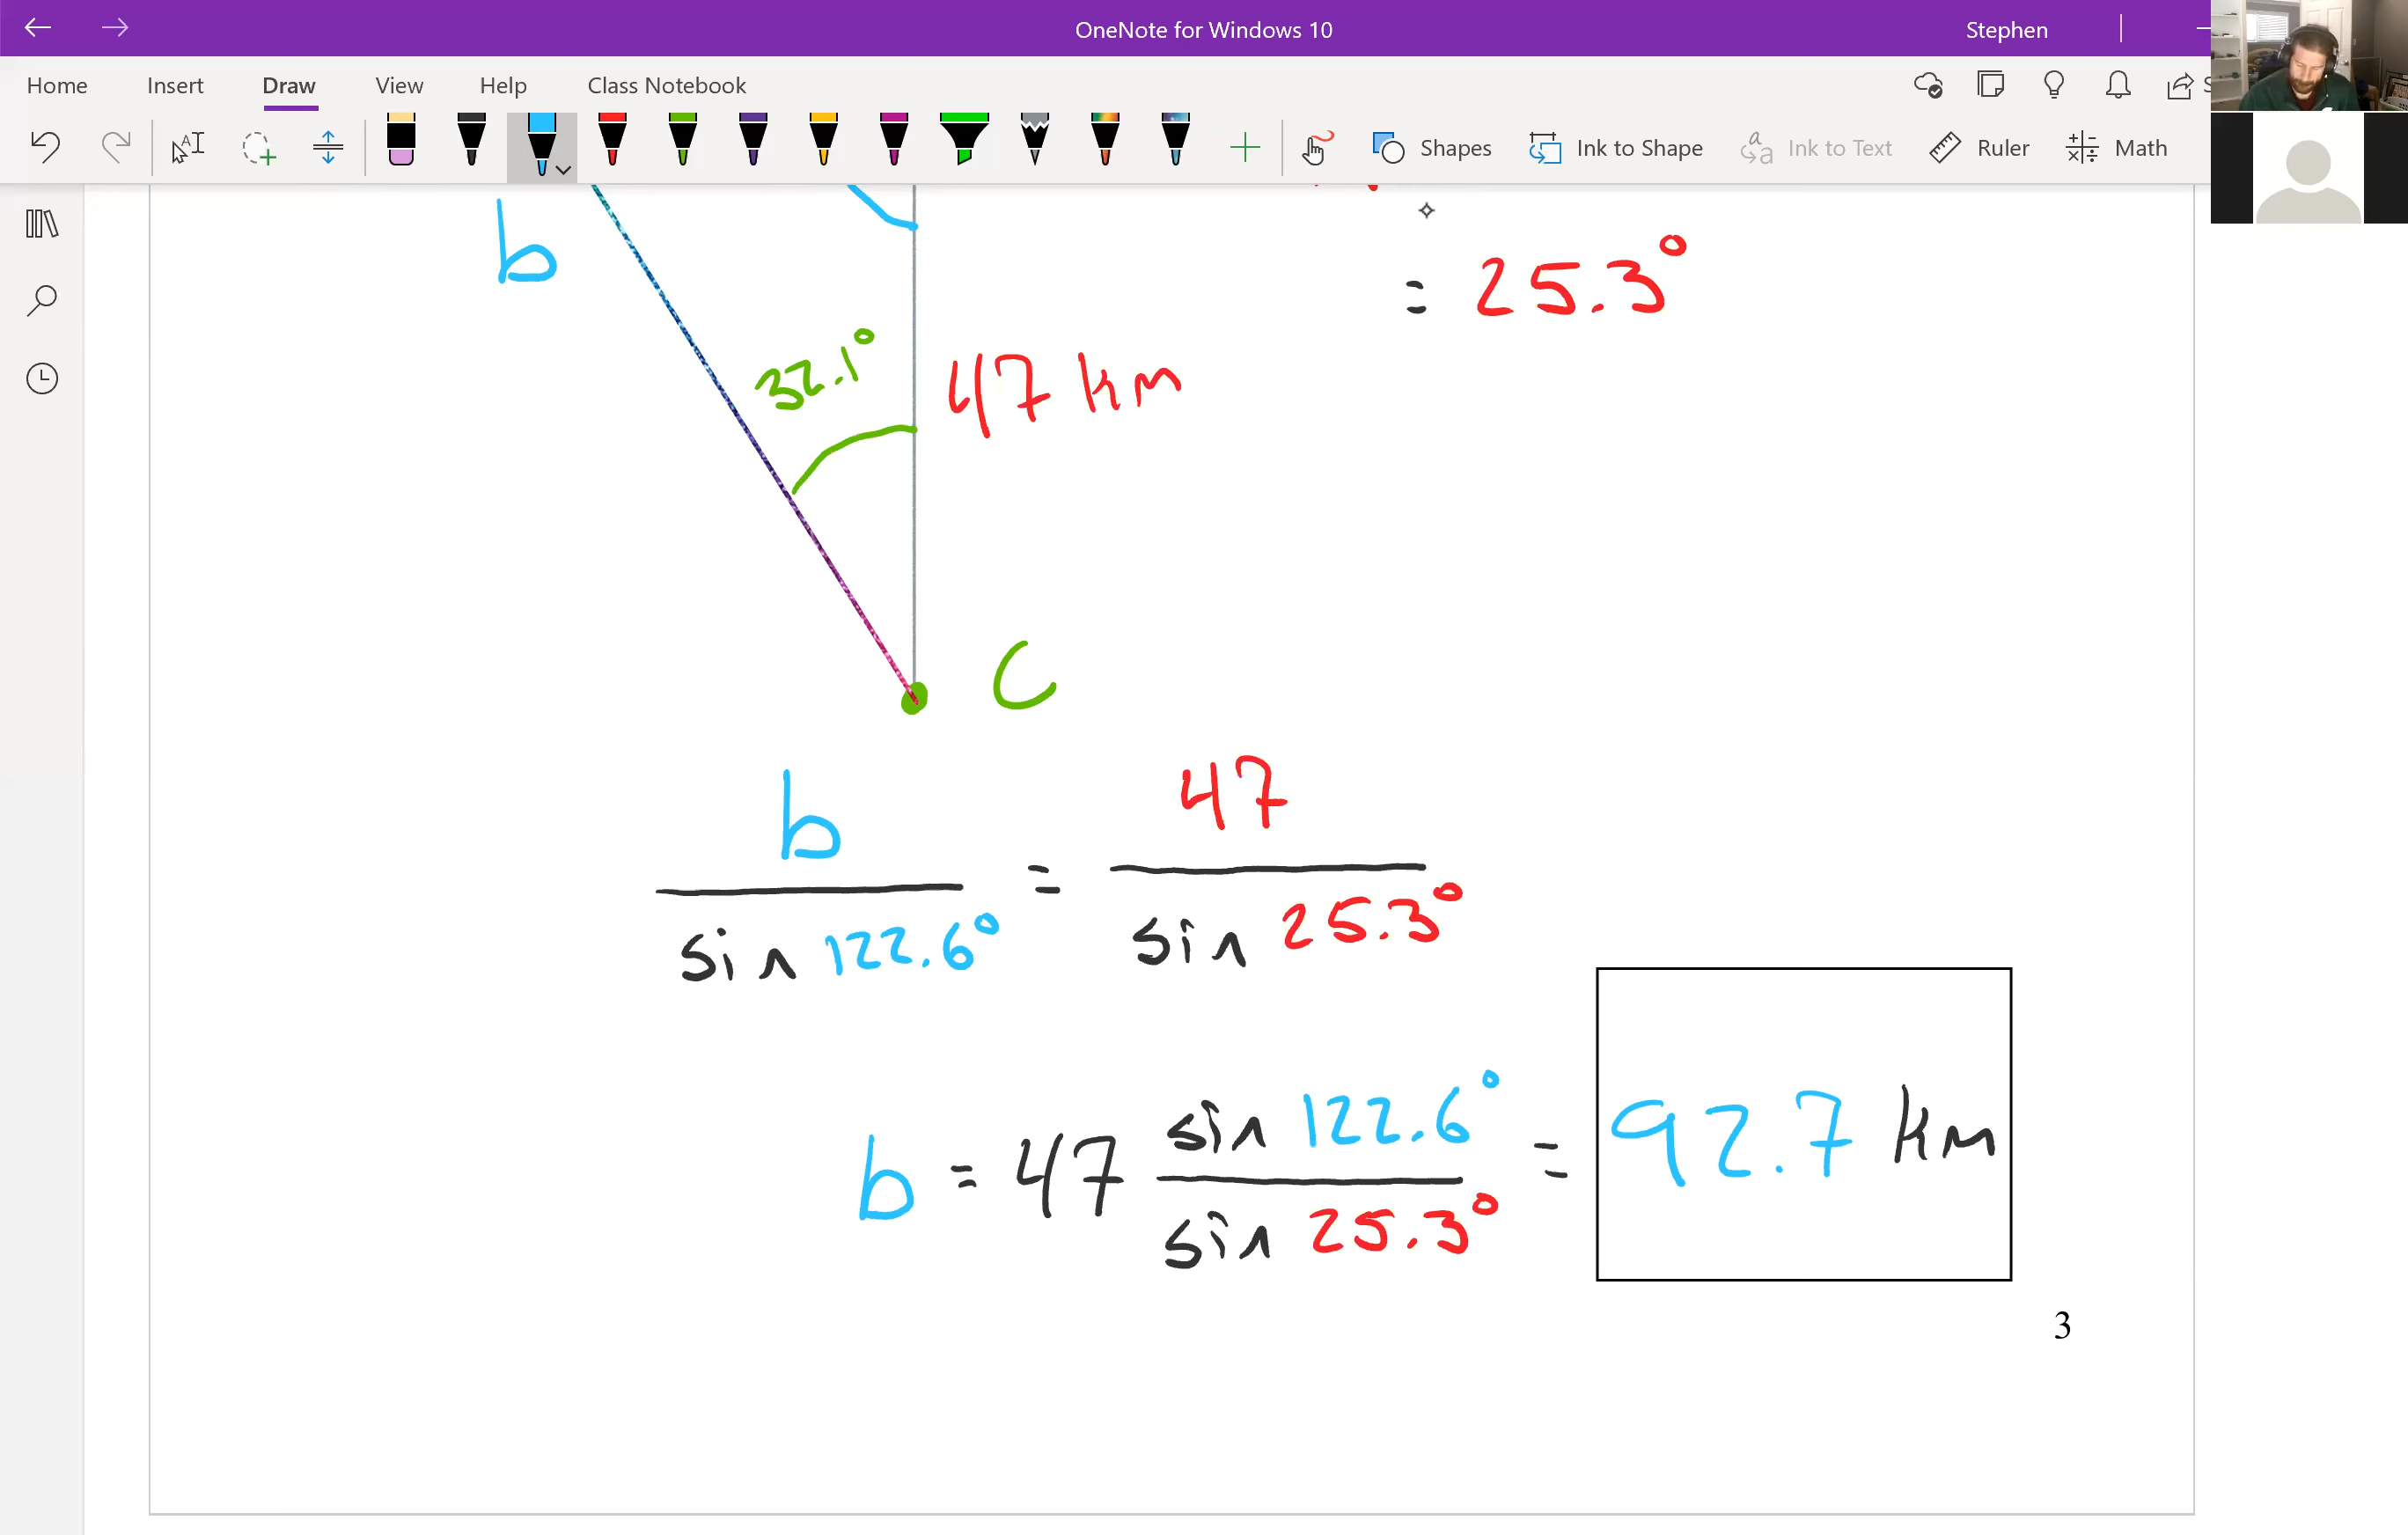 OneNote for Windows 10 Stephen
Home Insert Draw View Help Class Notebook
Shapes Ink to Shape Ink to Text Ruler Math
b
= 25.3°
32.1°
47 km
C
b / sin 122.6° = 47 / sin 25.3°
b = 47 sin 122.6° / sin 25.3° = 92.7 km
3